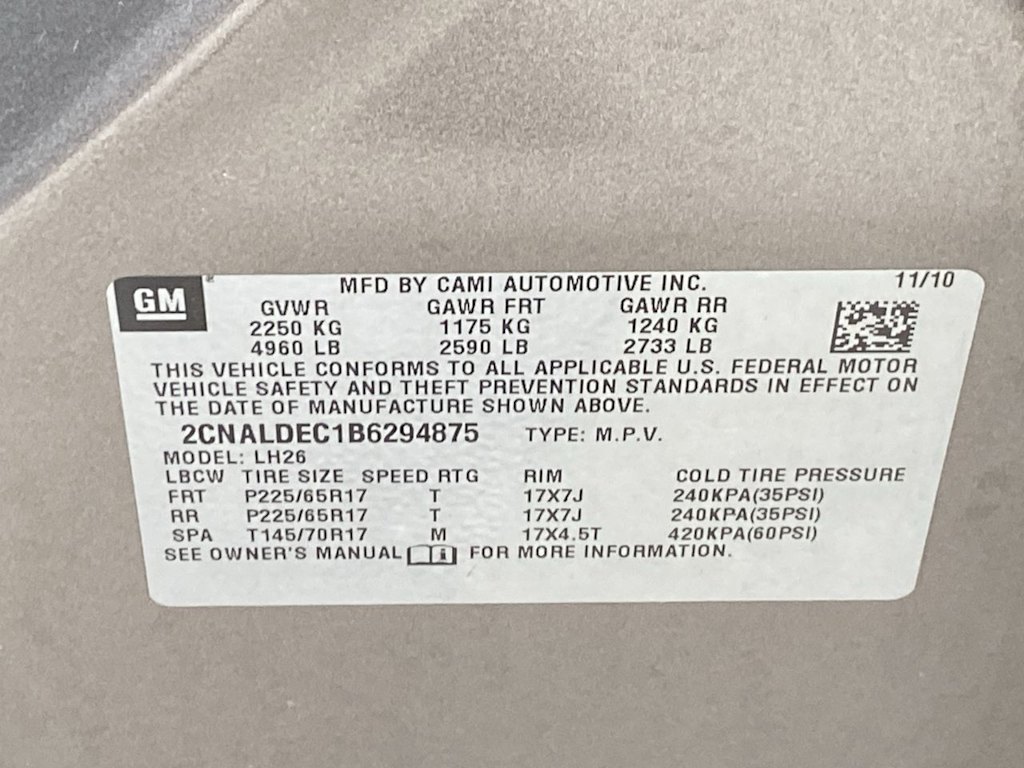 GM
MFD BY CAMI AUTOMOTIVE INC. 11/10
GVWR GAWR FRT GAWR RR
2250 KG 1175 KG 1240 KG
4960 LB 2590 LB 2733 LB
THIS VEHICLE CONFORMS TO ALL APPLICABLE U.S. FEDERAL MOTOR
VEHICLE SAFETY AND THEFT PREVENTION STANDARDS IN EFFECT ON
THE DATE OF MANUFACTURE SHOWN ABOVE.
2CNALDEC1B6294875 TYPE: M.P.V.
MODEL: LH26
LBCW TIRE SIZE SPEED RTG RIM COLD TIRE PRESSURE
FRT P225/65R17 T 17X7J 240KPA(35PSI)
RR P225/65R17 T 17X7J 240KPA(35PSI)
SPA T145/70R17 M 17X4.5T 420KPA(60PSI)
SEE OWNER'S MANUAL FOR MORE INFORMATION.